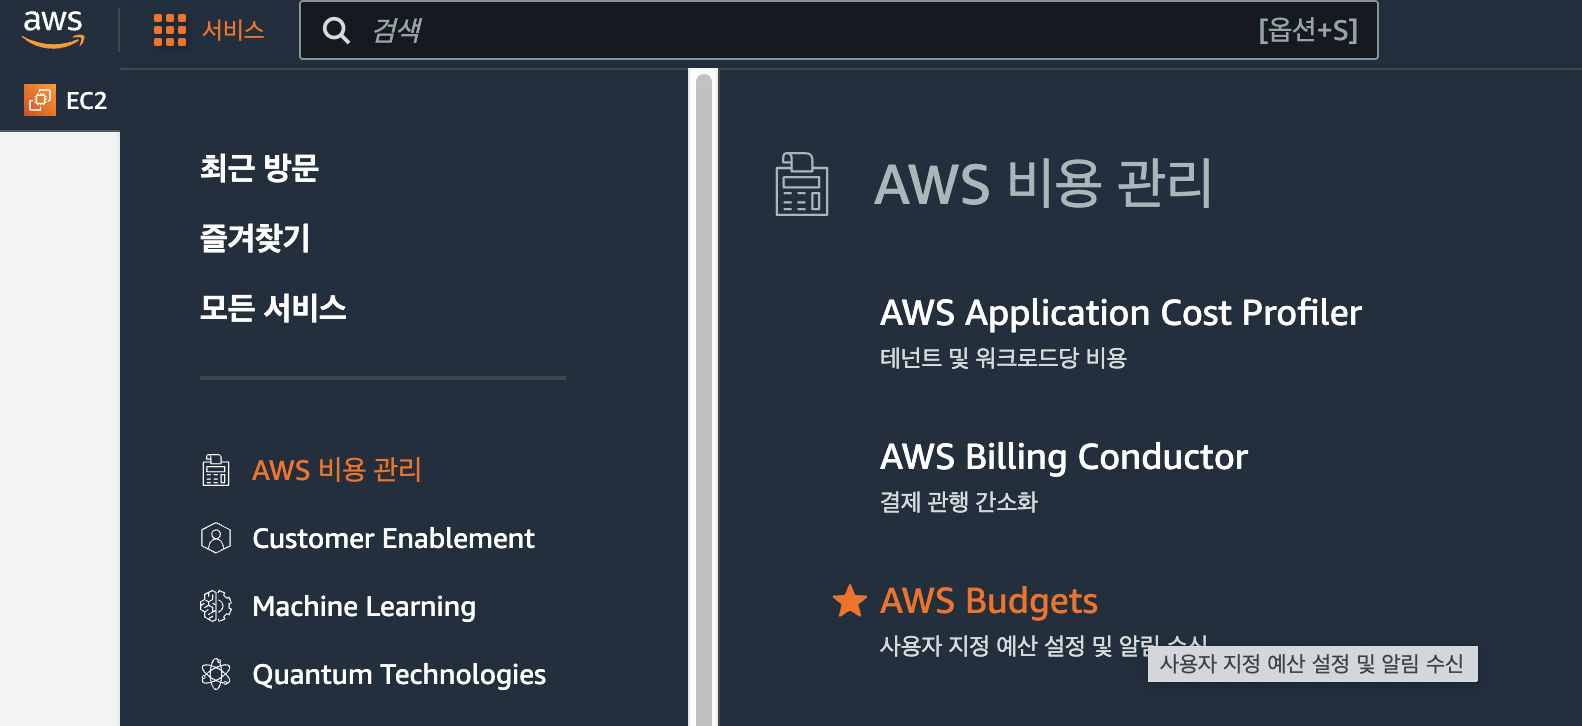 aws
서비스
검색
[옵션+S]
EC2
최근 방문
즐겨찾기
모든 서비스
AWS 비용 관리
Customer Enablement
Machine Learning
Quantum Technologies
AWS 비용 관리
AWS Application Cost Profiler
테넌트 및 워크로드당 비용
AWS Billing Conductor
결제 관행 간소화
AWS Budgets
사용자 지정 예산 설정 및 알림 수신
사용자 지정 예산 설정 및 알림 수신